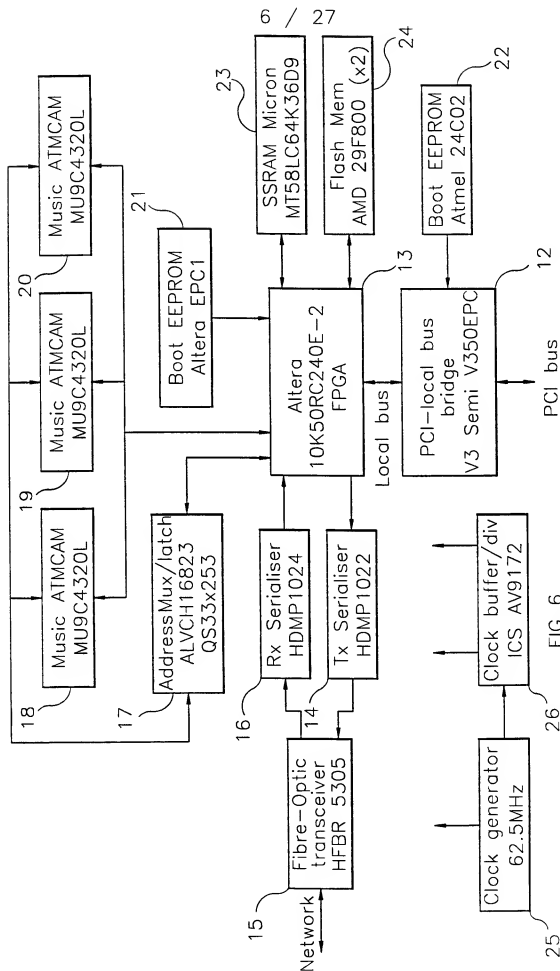 6 / 27
Music ATMCAM
MU9C4320L
20
Music ATMCAM
MU9C4320L
19
Music ATMCAM
MU9C4320L
18
21
Boot EEPROM
Altera EPC1
AddressMux/latch
ALVCH16823
QS33x253
17
23
SSRAM Micron
MT58LC64K36D9
Flash Mem
AMD 29F800 (x2)
24
Altera
10K50RC240E-2
FPGA
13
Rx Serialiser
HDMP1024
16
Tx Serialiser
HDMP1022
14
Fibre-Optic
transceiver
HFBR 5305
15
Network
Local bus
Boot EEPROM
Atmel 24C02
22
PCI-local bus
bridge
V3 Semi V350EPC
12
PCI bus
Clock buffer/div
ICS AV9172
26
Clock generator
62.5MHz
25
FIG. 6